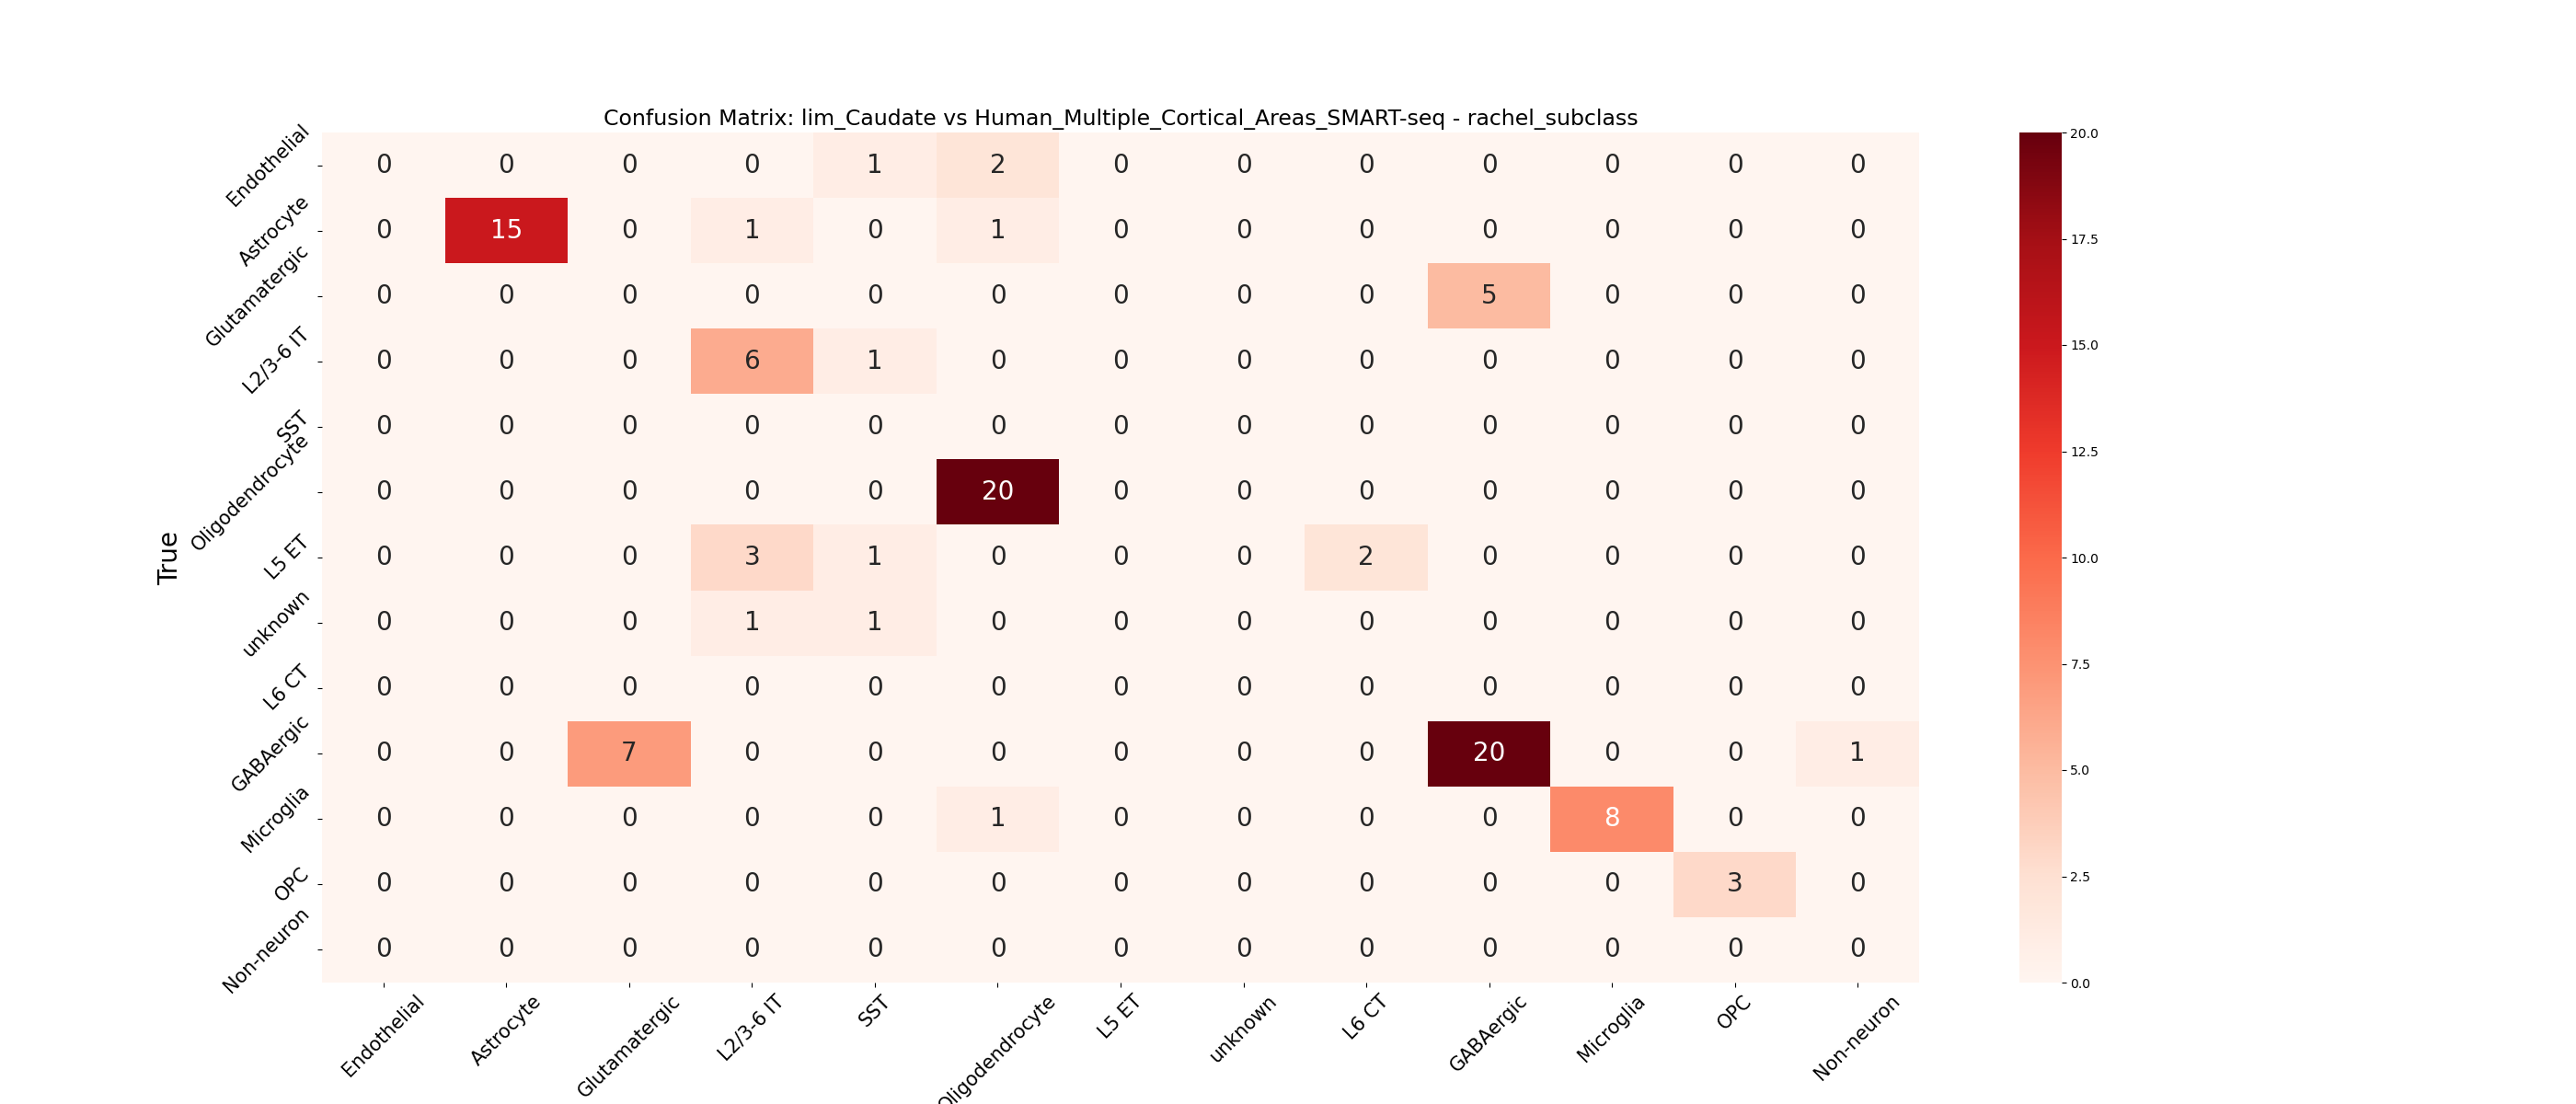 Confusion Matrix: lim_Caudate vs Human_Multiple_Cortical_Areas_SMART-seq - rachel_subclass
True
Endothelial 0 0 0 0 1 2 0 0 0 0 0 0 0
Astrocyte 0 15 0 1 0 1 0 0 0 0 0 0 0
Glutamatergic 0 0 0 0 0 0 0 0 0 5 0 0 0
L2/3-6 IT 0 0 0 6 1 0 0 0 0 0 0 0 0
SST 0 0 0 0 0 0 0 0 0 0 0 0 0
Oligodendrocyte 0 0 0 0 0 20 0 0 0 0 0 0 0
L5 ET 0 0 0 3 1 0 0 0 2 0 0 0 0
unknown 0 0 0 1 1 0 0 0 0 0 0 0 0
L6 CT 0 0 0 0 0 0 0 0 0 0 0 0 0
GABAergic 0 0 7 0 0 0 0 0 0 20 0 0 1
Microglia 0 0 0 0 0 1 0 0 0 0 8 0 0
OPC 0 0 0 0 0 0 0 0 0 0 0 3 0
Non-neuron 0 0 0 0 0 0 0 0 0 0 0 0 0
Endothelial Astrocyte Glutamatergic L2/3-6 IT SST Oligodendrocyte L5 ET unknown L6 CT GABAergic Microglia OPC Non-neuron
20.0
17.5
15.0
12.5
10.0
7.5
5.0
2.5
0.0